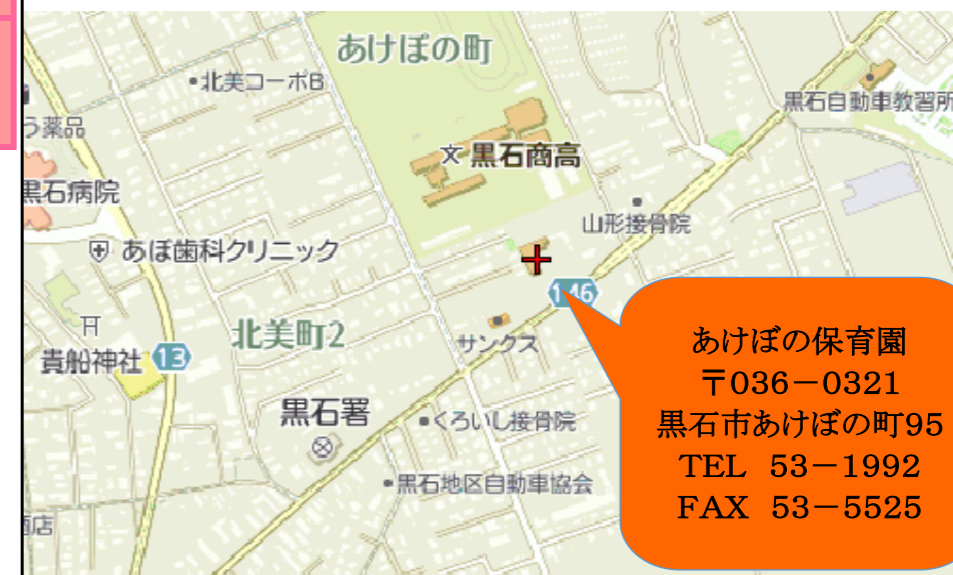 あけぼの町
北美コーポB
黒石自動車教習所
う薬品
文 黒石商高
黒石病院
山形接骨院
あぼ歯科クリニック
146
北美町2
サンクス
貴船神社
13
黒石署
くろいし接骨院
黒石地区自動車協会
店
あけぼの保育園
〒036－0321
黒石市あけぼの町95
TEL 53－1992
FAX 53－5525